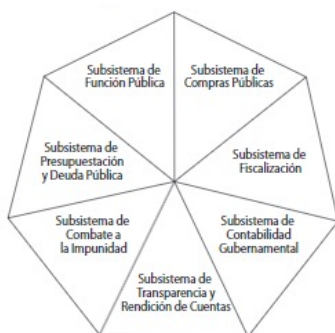 Subsistema de
Función Pública
Subsistema de
Compras Públicas
Subsistema de
Presupuestación
y Deuda Pública
Subsistema de
Fiscalización
Subsistema de
Combate a
la Impunidad
Subsistema de
Contabilidad
Gubernamental
Subsistema de
Transparencia y
Rendición de Cuentas